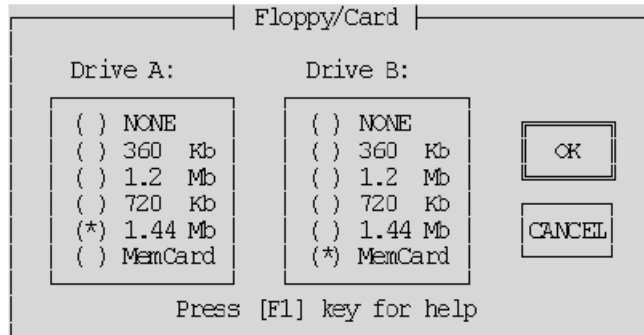 Floppy/Card
Drive A: Drive B:
( ) NONE ( ) NONE
( ) 360 Kb ( ) 360 Kb OK
( ) 1.2 Mb ( ) 1.2 Mb
( ) 720 Kb ( ) 720 Kb
(*) 1.44 Mb ( ) 1.44 Mb CANCEL
( ) MemCard (*) MemCard
Press [F1] key for help